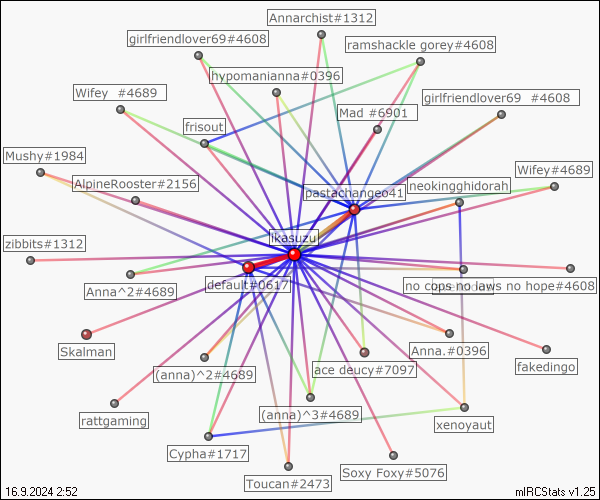 Annarchist#1312
girlfriendlover69#4608
ramshackle gorey#4608
hypomanianna#0396
Wifey #4689
girlfriendlover69 #4608
Mad #6901
frisout
Mushy#1984
Wifey#4689
AlpineRooster#2156
pastachangeo41
neokingghidorah
ikasuzu
zibbits#1312
default#0617
no cops no laws no hope#4608
Anna^2#4689
Skalman
Anna.#0396
fakedingo
(anna)^2#4689
ace deucy#7097
rattgaming
(anna)^3#4689
xenoyaut
Cypha#1717
Soxy Foxy#5076
Toucan#2473
16.9.2024 2:52
mIRCStats v1.25